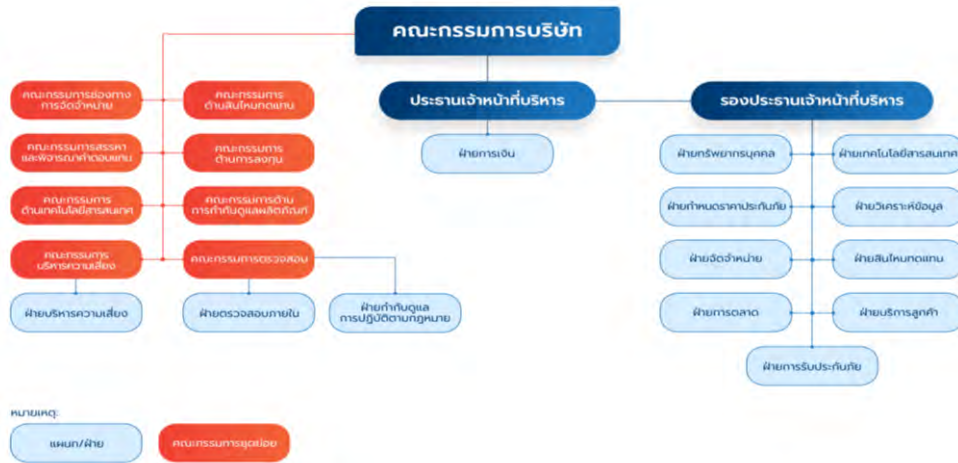 คณะกรรมการบริษัท
คณะกรรมการช่องทาง
การจัดจำหน่าย
คณะกรรมการ
ด้านสินไหมทดแทน
ประธานเจ้าหน้าที่บริหาร
รองประธานเจ้าหน้าที่บริหาร
คณะกรรมการสรรหา
และพิจารณาค่าตอบแทน
คณะกรรมการ
ด้านการลงทุน
ฝ่ายการเงิน
ฝ่ายทรัพยากรบุคคล
ฝ่ายเทคโนโลยีสารสนเทศ
คณะกรรมการ
ด้านเทคโนโลยีสารสนเทศ
คณะกรรมการด้าน
การกำกับดูแลผลิตภัณฑ์
ฝ่ายกำหนดราคาประกันภัย
ฝ่ายวิเคราะห์ข้อมูล
คณะกรรมการ
บริหารความเสี่ยง
คณะกรรมการตรวจสอบ
ฝ่ายจัดจำหน่าย
ฝ่ายสินไหมทดแทน
ฝ่ายบริหารความเสี่ยง
ฝ่ายตรวจสอบภายใน
ฝ่ายกำกับดูแล
การปฏิบัติตามกฎหมาย
ฝ่ายการตลาด
ฝ่ายบริการลูกค้า
ฝ่ายการรับประกันภัย
หมายเหตุ:
แผนก/ฝ่าย
คณะกรรมการชุดย่อย